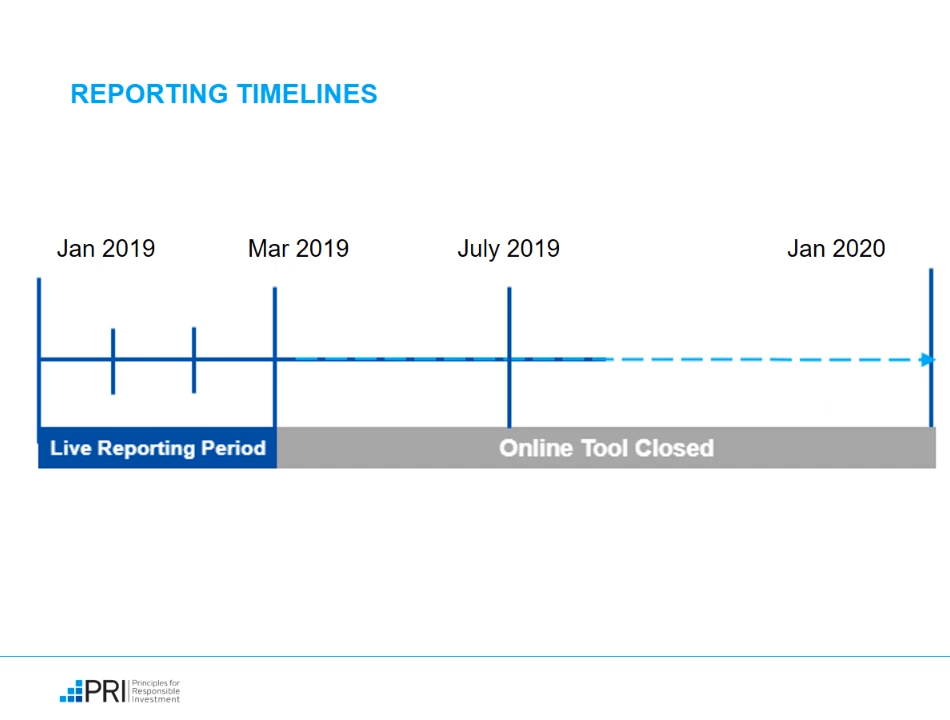 REPORTING TIMELINES
Jan 2019 Mar 2019 July 2019 Jan 2020
Live Reporting Period Online Tool Closed
PRI Principles for
Responsible
Investment